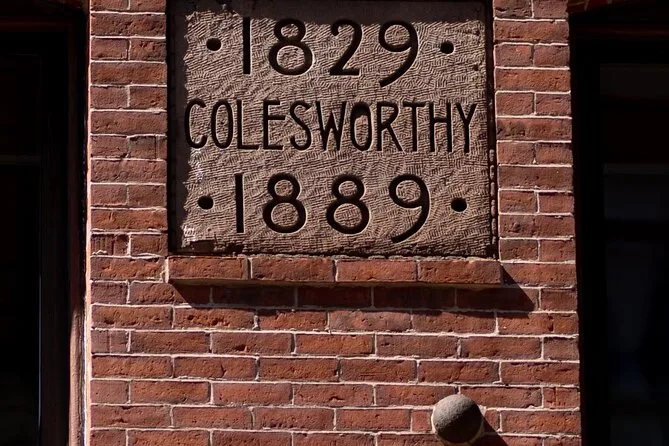 · 1829 ·
COLESWORTHY
· 1889 ·